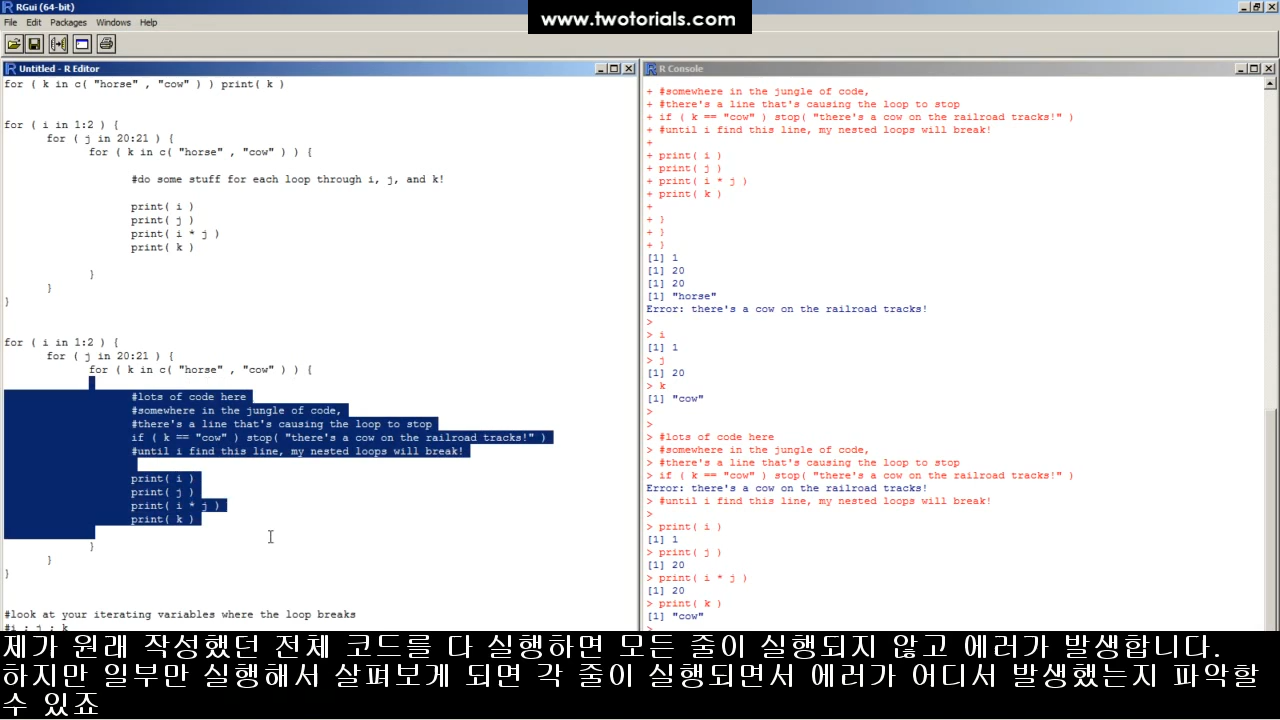 RGui (64-bit)
www.twotorials.com
File Edit Packages Windows Help
Untitled - R Editor
for ( k in c( "horse" , "cow" ) ) print( k )
for ( i in 1:2 ) {
for ( j in 20:21 ) {
for ( k in c( "horse" , "cow" ) ) {
#do some stuff for each loop through i, j, and k!
print( i )
print( j )
print( i * j )
print( k )
}
}
}
for ( i in 1:2 ) {
for ( j in 20:21 ) {
for ( k in c( "horse" , "cow" ) ) {
#lots of code here
#somewhere in the jungle of code,
#there's a line that's causing the loop to stop
if ( k == "cow" ) stop( "there's a cow on the railroad tracks!" )
#until i find this line, my nested loops will break!
print( i )
print( j )
print( i * j )
print( k )
}
}
}
#look at your iterating variables where the loop breaks
#i ; j ; k
R Console
+ #somewhere in the jungle of code,
+ #there's a line that's causing the loop to stop
+ if ( k == "cow" ) stop( "there's a cow on the railroad tracks!" )
+ #until i find this line, my nested loops will break!
+
+ print( i )
+ print( j )
+ print( i * j )
+ print( k )
+
+ }
+ }
+ }
[1] 1
[1] 20
[1] 20
[1] "horse"
Error: there's a cow on the railroad tracks!
>
> i
[1] 1
> j
[1] 20
> k
[1] "cow"
>
>
> #lots of code here
> #somewhere in the jungle of code,
> #there's a line that's causing the loop to stop
> if ( k == "cow" ) stop( "there's a cow on the railroad tracks!" )
Error: there's a cow on the railroad tracks!
> #until i find this line, my nested loops will break!
>
> print( i )
[1] 1
> print( j )
[1] 20
> print( i * j )
[1] 20
> print( k )
[1] "cow"
제가 원래 작성했던 전체 코드를 다 실행하면 모든 줄이 실행되지 않고 에러가 발생합니다.
하지만 일부만 실행해서 살펴보게 되면 각 줄이 실행되면서 에러가 어디서 발생했는지 파악할
수 있죠